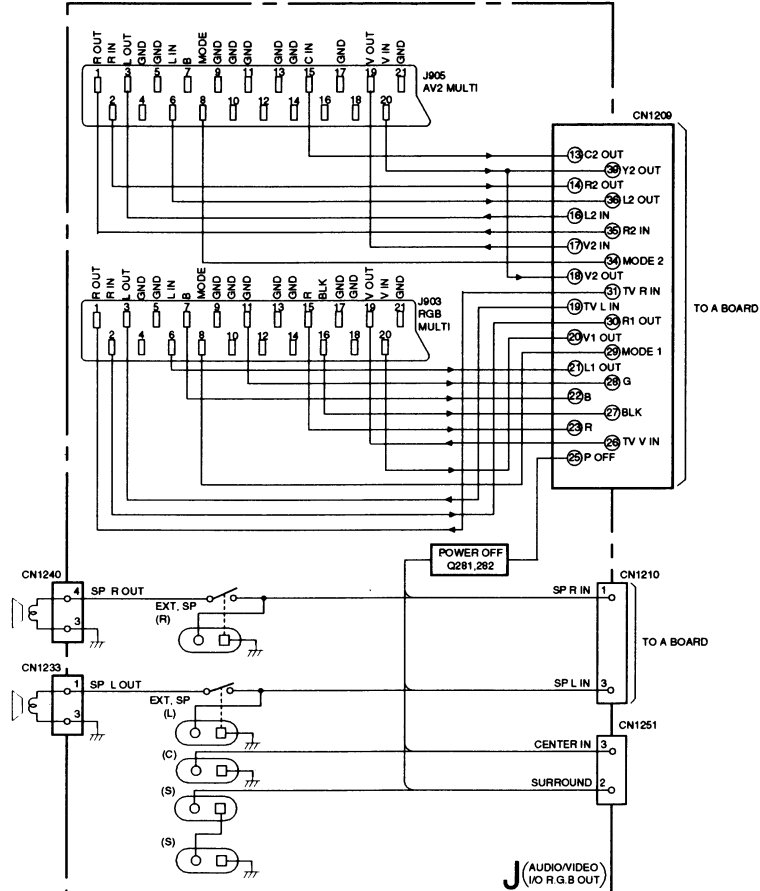 R OUT R IN L OUT GND GND L IN B MODE GND GND GND GND GND C IN GND V OUT V IN GND
1 3 5 7 9 11 13 15 17 19 21
2 4 6 8 10 12 14 16 18 20
J905
AV2 MULTI
CN1209
13 C2 OUT
39 Y2 OUT
14 R2 OUT
36 L2 OUT
16 L2 IN
35 R2 IN
17 V2 IN
34 MODE 2
18 V2 OUT
31 TV R IN
19 TV L IN
30 R1 OUT
20 V1 OUT
29 MODE 1
21 L1 OUT
28 G
22 B
27 BLK
23 R
26 TV V IN
25 P OFF
TO A BOARD
R OUT R IN L OUT GND GND L IN B MODE GND GND GND GND GND R BLK GND GND V OUT V IN GND
1 3 5 7 9 11 13 15 17 19 21
2 4 6 8 10 12 14 16 18 20
J903
RGB
MULTI
POWER OFF
Q281,282
CN1240
4 SP R OUT
3
EXT, SP
(R)
SP R IN 1
CN1210
TO A BOARD
CN1233
1 SP L OUT
3
EXT, SP
(L)
SP L IN 3
CN1251
(C)
CENTER IN 3
(S)
SURROUND 2
(S)
J (AUDIO/VIDEO
I/O R.G.B OUT)